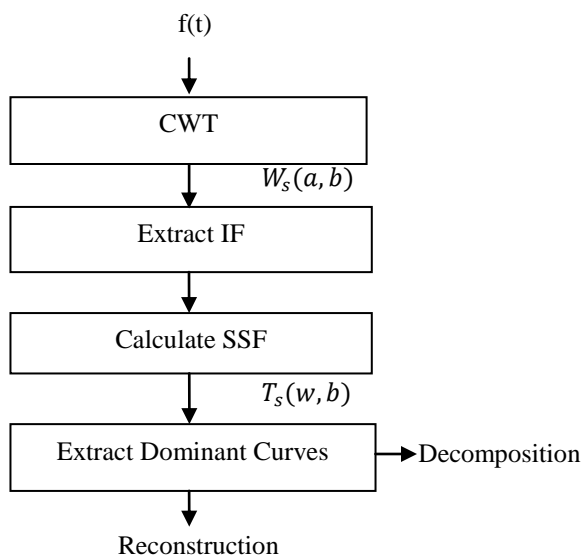 f(t)
CWT
W_s(a, b)
Extract IF
Calculate SSF
T_s(w, b)
Extract Dominant Curves
Decomposition
Reconstruction